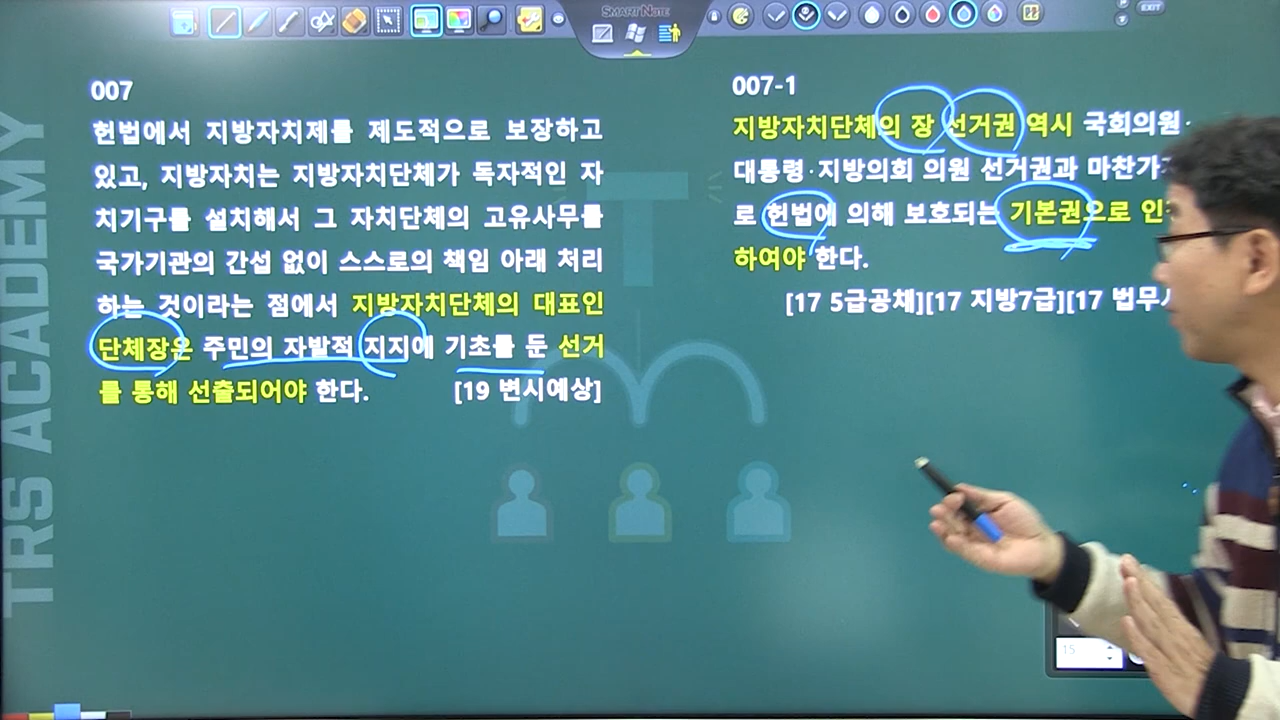 SMART NOTE
EXIT
007
헌법에서 지방자치제를 제도적으로 보장하고
있고, 지방자치는 지방자치단체가 독자적인 자
치기구를 설치해서 그 자치단체의 고유사무를
국가기관의 간섭 없이 스스로의 책임 아래 처리
하는 것이라는 점에서 지방자치단체의 대표인
단체장은 주민의 자발적 지지에 기초를 둔 선거
를 통해 선출되어야 한다. [19 변시예상]
007-1
지방자치단체의 장 선거권 역시 국회의원·
대통령·지방의회 의원 선거권과 마찬가
로 헌법에 의해 보호되는 기본권으로 인
하여야 한다.
[17 5급공채][17 지방7급][17 법무
TRS ACADEMY
15